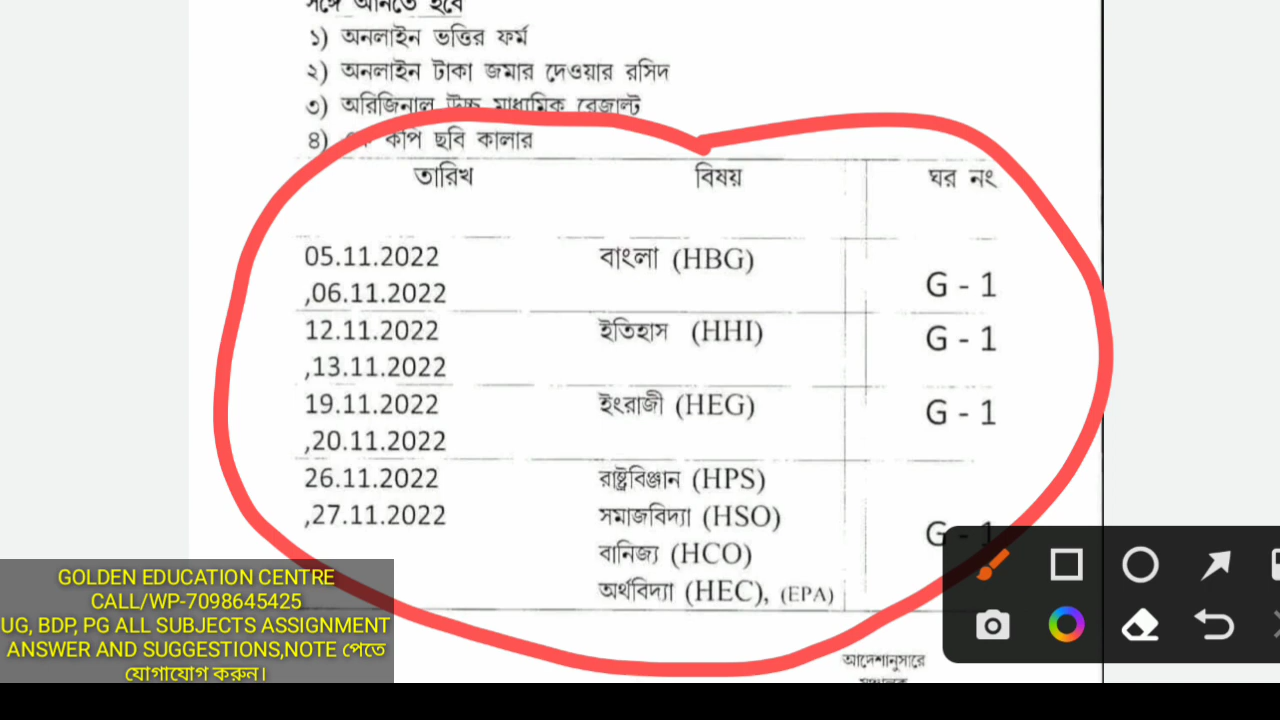 সঙ্গে আনিতে হবে
১) অনলাইন ভর্ত্তির ফর্ম
২) অনলাইন টাকা জমার দেওয়ার রসিদ
৩) অরিজিনাল উচ্চ মাধ্যমিক রেজাল্ট
৪) কপি ছবি কালার
তারিখ বিষয় ঘর নং
05.11.2022 বাংলা (HBG)
,06.11.2022 G - 1
12.11.2022 ইতিহাস (HHI) G - 1
,13.11.2022
19.11.2022 ইংরাজী (HEG) G - 1
,20.11.2022
26.11.2022 রাষ্ট্রবিজ্ঞান (HPS)
,27.11.2022 সমাজবিদ্যা (HSO)
G - 1
বানিজ্য (HCO)
অর্থবিদ্যা (HEC), (EPA)
আদেশানুসারে
GOLDEN EDUCATION CENTRE
CALL/WP-7098645425
UG, BDP, PG ALL SUBJECTS ASSIGNMENT
ANSWER AND SUGGESTIONS,NOTE পেতে
যোগাযোগ করুন।